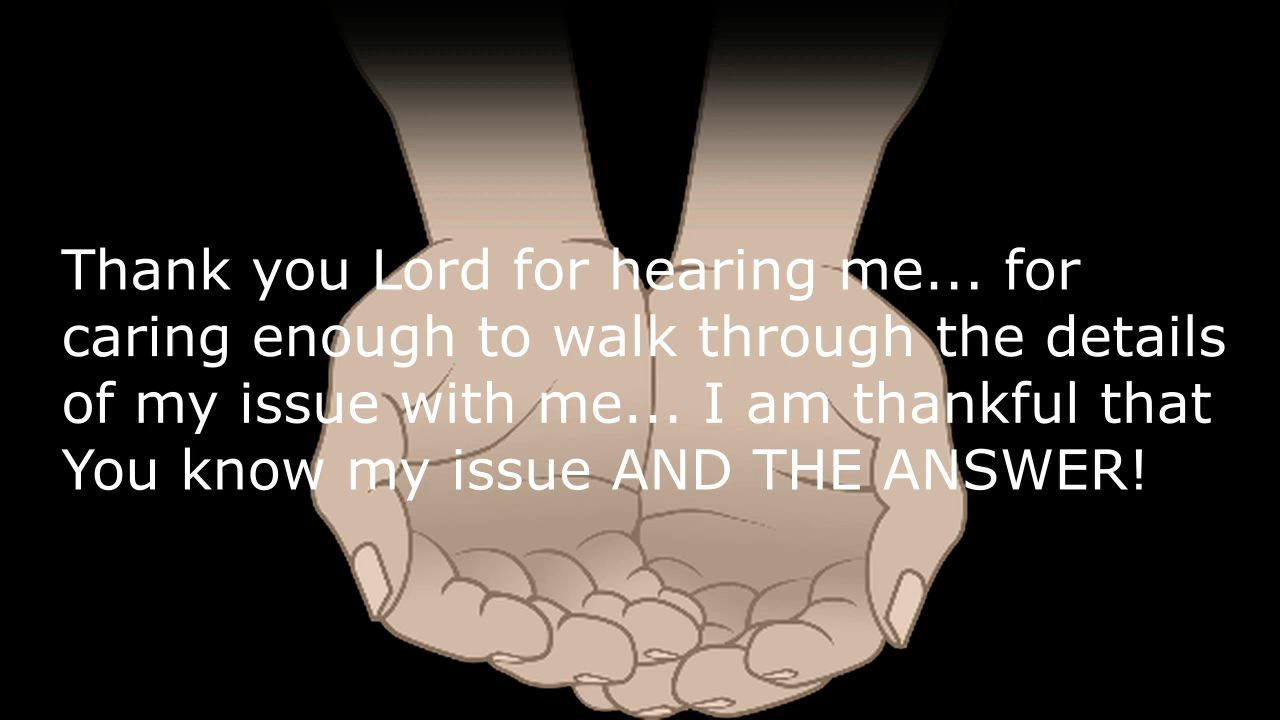 Thank you Lord for hearing me... for
caring enough to walk through the details
of my issue with me... I am thankful that
You know my issue AND THE ANSWER!